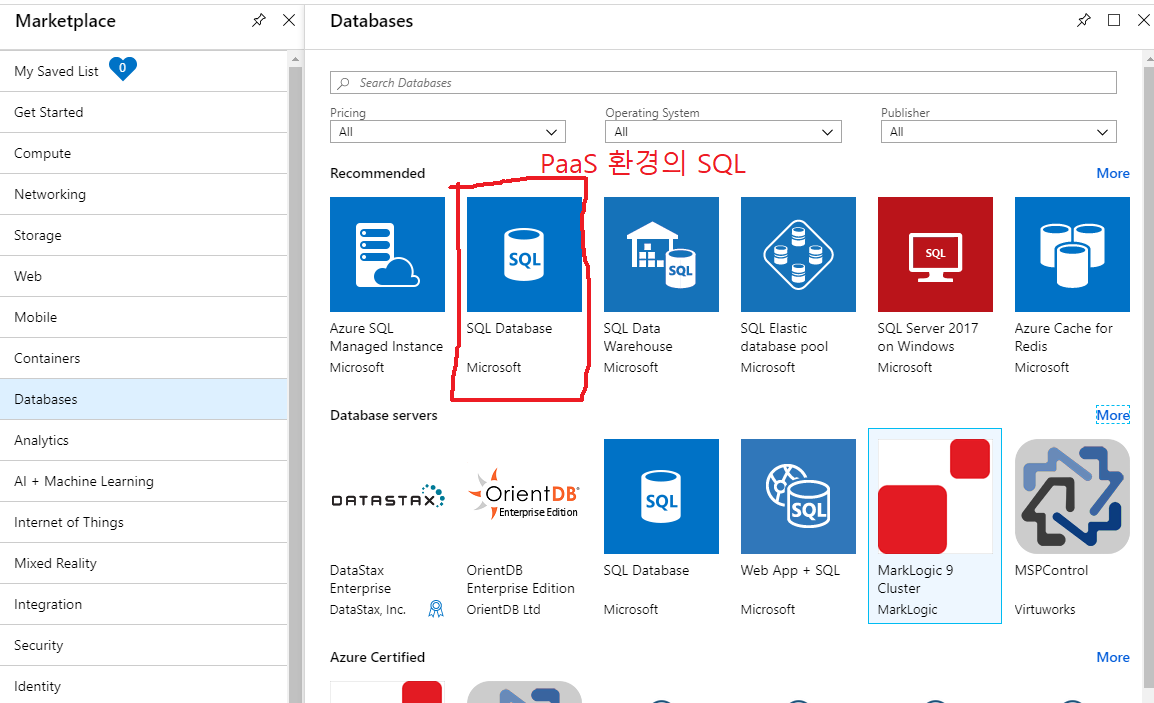 Marketplace
Databases
My Saved List 0
Get Started
Compute
Networking
Storage
Web
Mobile
Containers
Databases
Analytics
AI + Machine Learning
Internet of Things
Mixed Reality
Integration
Security
Identity
Search Databases
Pricing
All
Operating System
All
Publisher
All
PaaS 환경의 SQL
Recommended
More
Azure SQL
Managed Instance
Microsoft
SQL
SQL Database
Microsoft
SQL
SQL Data
Warehouse
Microsoft
SQL Elastic
database pool
Microsoft
SQL
SQL Server 2017
on Windows
Microsoft
Azure Cache for
Redis
Microsoft
Database servers
More
DATASTAX
DataStax
Enterprise
DataStax, Inc.
OrientDB®
Enterprise Edition
OrientDB
Enterprise Edition
OrientDB Ltd
SQL
SQL Database
Microsoft
SQL
Web App + SQL
Microsoft
MarkLogic 9
Cluster
MarkLogic
MSPControl
Virtuworks
Azure Certified
More